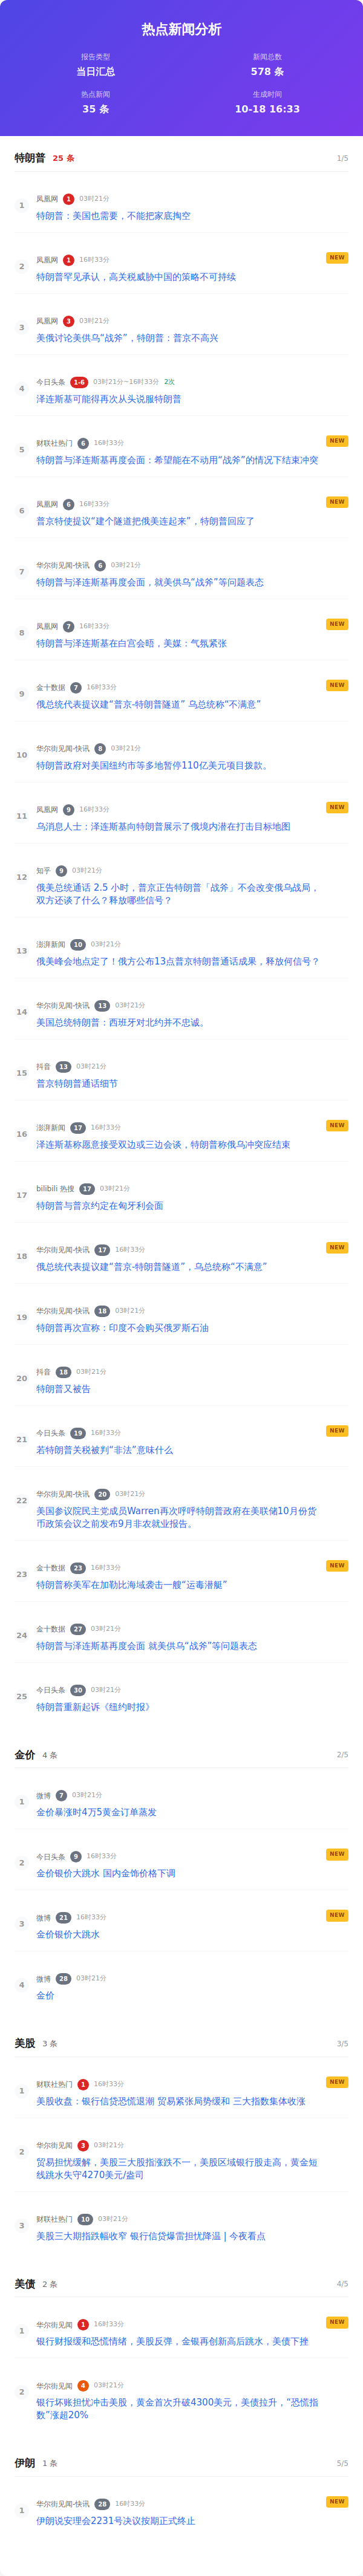 热点新闻分析
报告类型
当日汇总
新闻总数
578 条
热点新闻
35 条
生成时间
10-18 16:33
特朗普 25 条 1/5
1
凤凰网 1 03时21分
特朗普：美国也需要，不能把家底掏空
2
凤凰网 1 16时33分 NEW
特朗普罕见承认，高关税威胁中国的策略不可持续
3
凤凰网 3 03时21分
美俄讨论美供乌“战斧”，特朗普：普京不高兴
4
今日头条 1-6 03时21分~16时33分 2次
泽连斯基可能得再次从头说服特朗普
5
财联社热门 6 16时33分 NEW
特朗普与泽连斯基再度会面：希望能在不动用“战斧”的情况下结束冲突
6
凤凰网 6 16时33分 NEW
普京特使提议“建个隧道把俄美连起来”，特朗普回应了
7
华尔街见闻-快讯 6 03时21分
特朗普与泽连斯基再度会面，就美供乌“战斧”等问题表态
8
凤凰网 7 16时33分 NEW
特朗普与泽连斯基在白宫会晤，美媒：气氛紧张
9
金十数据 7 16时33分 NEW
俄总统代表提议建“普京-特朗普隧道” 乌总统称“不满意”
10
华尔街见闻-快讯 8 03时21分
特朗普政府对美国纽约市等多地暂停110亿美元项目拨款。
11
凤凰网 9 16时33分 NEW
乌消息人士：泽连斯基向特朗普展示了俄境内潜在打击目标地图
12
知乎 9 03时21分
俄美总统通话 2.5 小时，普京正告特朗普「战斧」不会改变俄乌战局，
双方还谈了什么？释放哪些信号？
13
澎湃新闻 10 03时21分
俄美峰会地点定了！俄方公布13点普京特朗普通话成果，释放何信号？
14
华尔街见闻-快讯 13 03时21分
美国总统特朗普：西班牙对北约并不忠诚。
15
抖音 13 03时21分
普京特朗普通话细节
16
澎湃新闻 17 16时33分 NEW
泽连斯基称愿意接受双边或三边会谈，特朗普称俄乌冲突应结束
17
bilibili 热搜 17 03时21分
特朗普与普京约定在匈牙利会面
18
华尔街见闻-快讯 17 16时33分 NEW
俄总统代表提议建“普京-特朗普隧道”，乌总统称“不满意”
19
华尔街见闻-快讯 18 03时21分
特朗普再次宣称：印度不会购买俄罗斯石油
20
抖音 18 03时21分
特朗普又被告
21
今日头条 19 16时33分 NEW
若特朗普关税被判“非法”意味什么
22
华尔街见闻-快讯 20 03时21分
美国参议院民主党成员Warren再次呼呼特朗普政府在美联储10月份货
币政策会议之前发布9月非农就业报告。
23
金十数据 23 16时33分 NEW
特朗普称美军在加勒比海域袭击一艘“运毒潜艇”
24
金十数据 27 03时21分
特朗普与泽连斯基再度会面 就美供乌“战斧”等问题表态
25
今日头条 30 03时21分
特朗普重新起诉《纽约时报》
金价 4 条 2/5
1
微博 7 03时21分
金价暴涨时4万5黄金订单蒸发
2
今日头条 9 16时33分 NEW
金价银价大跳水 国内金饰价格下调
3
微博 21 16时33分 NEW
金价银价大跳水
4
微博 28 03时21分
金价
美股 3 条 3/5
1
财联社热门 1 16时33分 NEW
美股收盘：银行信贷恐慌退潮 贸易紧张局势缓和 三大指数集体收涨
2
华尔街见闻 3 03时21分
贸易担忧缓解，美股三大股指涨跌不一，美股区域银行股走高，黄金短
线跳水失守4270美元/盎司
3
财联社热门 10 03时21分
美股三大期指跌幅收窄 银行信贷爆雷担忧降温 | 今夜看点
美债 2 条 4/5
1
华尔街见闻 1 16时33分 NEW
银行财报缓和恐慌情绪，美股反弹，金银再创新高后跳水，美债下挫
2
华尔街见闻 4 03时21分
银行坏账担忧冲击美股，黄金首次升破4300美元，美债拉升，“恐慌指
数”涨超20%
伊朗 1 条 5/5
1
华尔街见闻-快讯 28 16时33分 NEW
伊朗说安理会2231号决议按期正式终止